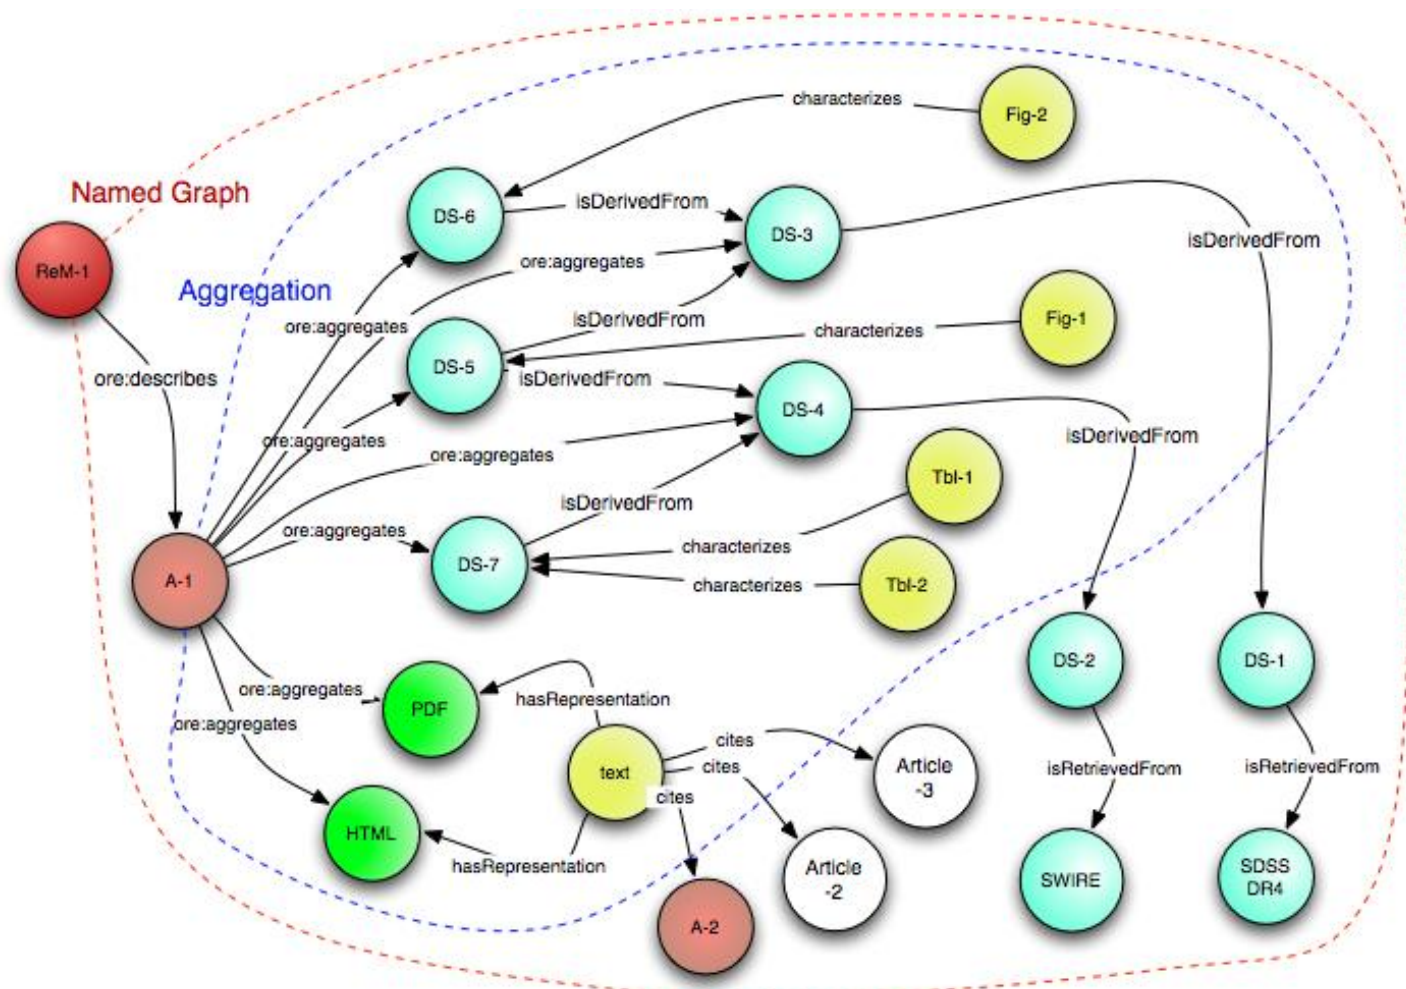 characterizes
Fig-2
Named Graph
DS-6
isDerivedFrom
DS-3
isDerivedFrom
ReM-1
ore:aggregates
Aggregation
ore:aggregates
isDerivedFrom
Fig-1
characterizes
DS-5
isDerivedFrom
ore:describes
DS-4
isDerivedFrom
ore:aggregates
ore:aggregates
Tbl-1
isDerivedFrom
ore:aggregates
characterizes
DS-7
A-1
characterizes
Tbl-2
DS-2
DS-1
ore:aggregates
hasRepresentation
PDF
ore:aggregates
cites
text
cites
Article
-3
isRetrievedFrom
isRetrievedFrom
cites
HTML
hasRepresentation
Article
-2
SWIRE
SDSS
DR4
A-2